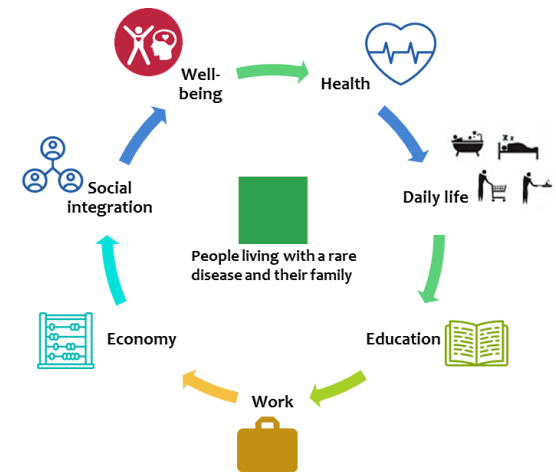 Well-
being
Health
Daily life
Education
Work
Economy
Social
integration
People living with a rare
disease and their family